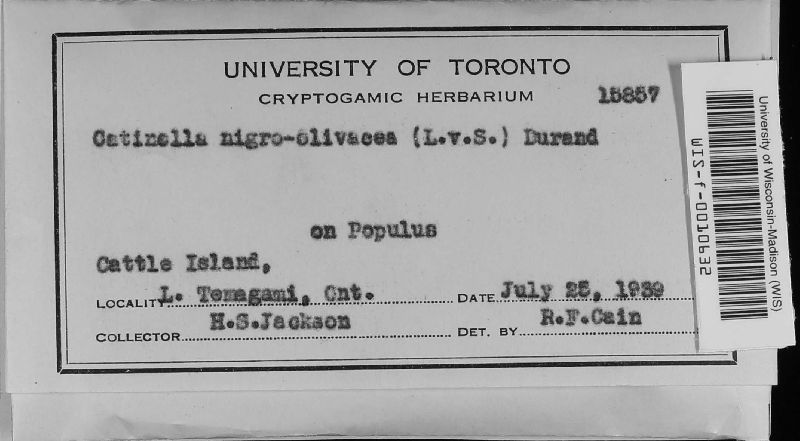 UNIVERSITY OF TORONTO
CRYPTOGAMIC HERBARIUM 15857
Catinella nigro-olivacea (L.v.S.) Durand
on Populus
Cattle Island,
LOCALITY L. Temagami, Ont. DATE July 25, 1939
COLLECTOR H.S.Jackson DET. BY R.F.Cain
University of Wisconsin-Madison (WIS)
WIS-f-0010632